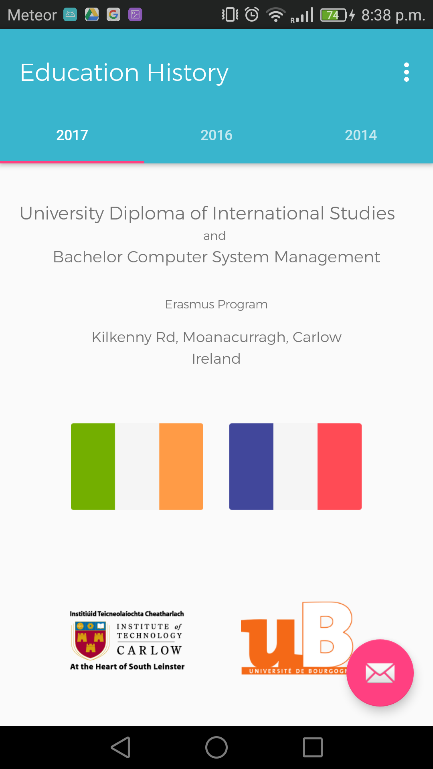 Meteor
74
8:38 p.m.
Education History
2017
2016
2014
University Diploma of International Studies
and
Bachelor Computer System Management
Erasmus Program
Kilkenny Rd, Moanacurragh, Carlow
Ireland
Institiúid Teicneolaíochta Cheatharlach
INSTITIÚTE of
TECHNOLOGY
CARLOW
At the Heart of South Leinster
uB
UNIVERSITÉ DE BOURGOGN